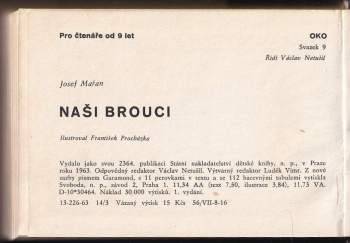 Pro čtenáře od 9 let
OKO
Svazek 9
Řídí Václav Netušil
Josef Mařan
NAŠI BROUCI
Ilustroval František Procházka
Vydalo jako svou 2364. publikaci Státní nakladatelství dětské knihy, n. p., v Praze
roku 1963. Odpovědný redaktor Václav Netušil. Výtvarný redaktor Luděk Vimr. Z nové
sazby písmem Garamond, s 11 perovkami v textu a se 112 barevnými tabulemi vytiskla
Svoboda, n. p., závod 2, Praha 1. 11,34 AA (text 7,50, ilustrace 3,84), 11,73 VA.
D-10*30464. Náklad 30 000 výtisků. 1. vydání.
13-226-63 14/3 Vázaný výtisk 15 Kčs 56/VII-8-16